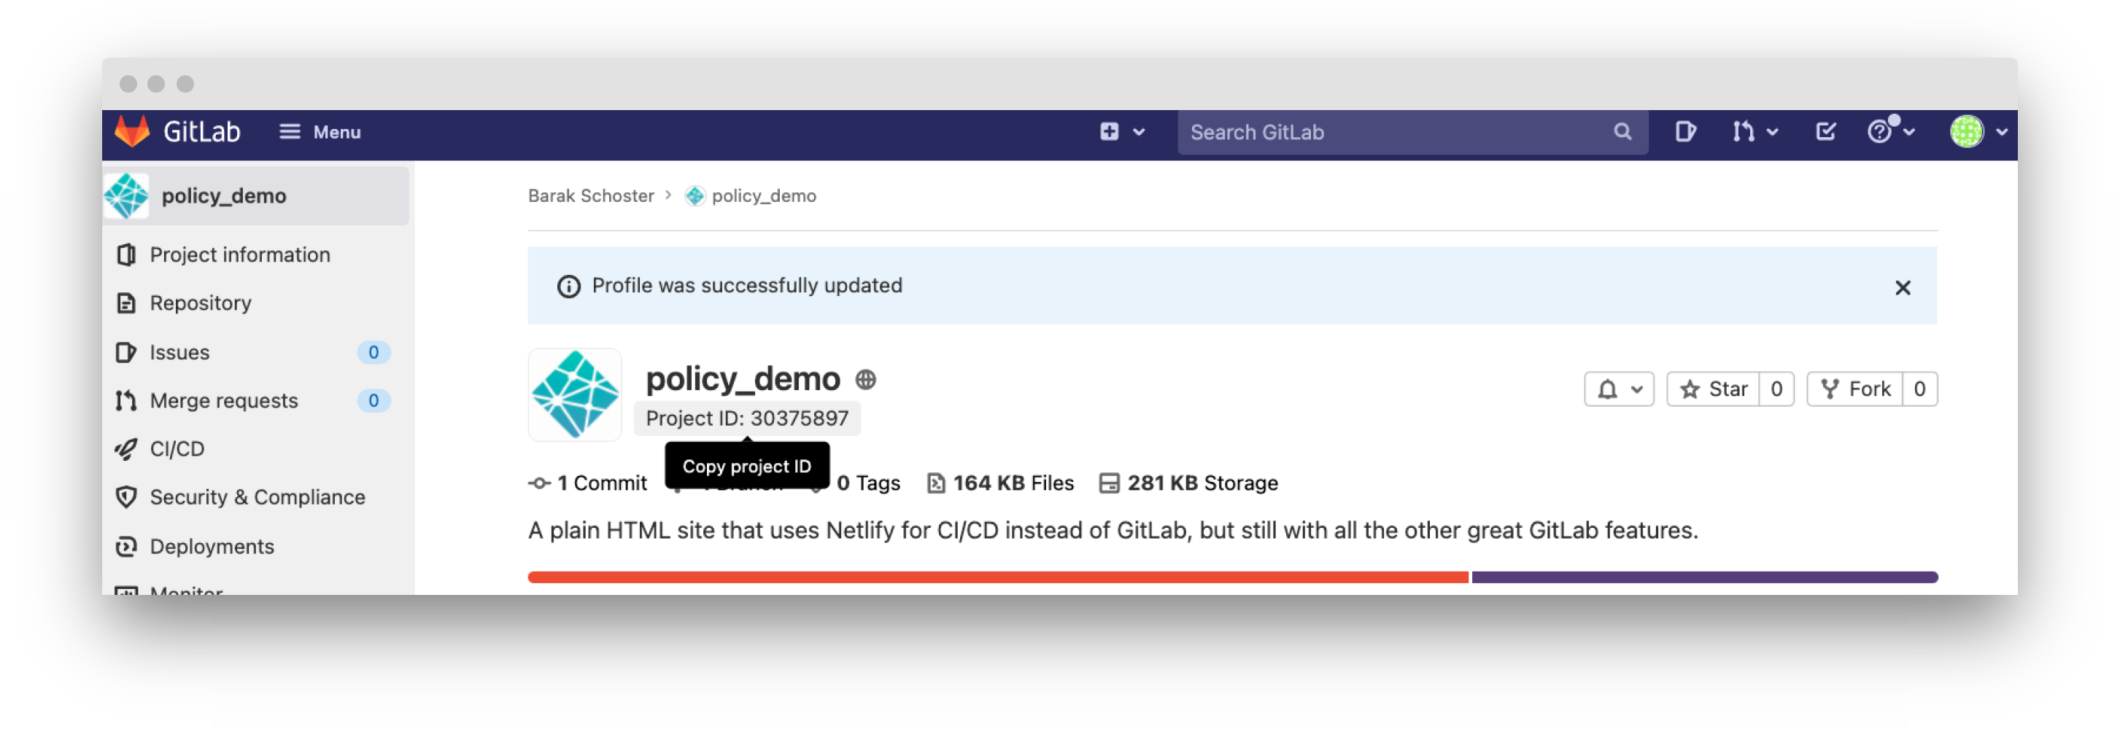 GitLab Menu Search GitLab
policy_demo
Project information
Repository
Issues 0
Merge requests 0
CI/CD
Security & Compliance
Deployments
Monitor
Barak Schoster > policy_demo
Profile was successfully updated
policy_demo
Project ID: 30375897
Copy project ID
Star 0 Fork 0
1 Commit 0 Tags 164 KB Files 281 KB Storage
A plain HTML site that uses Netlify for CI/CD instead of GitLab, but still with all the other great GitLab features.